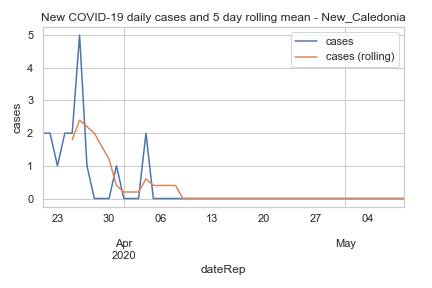 New COVID-19 daily cases and 5 day rolling mean - New_Caledonia
cases
cases (rolling)
5
4
3
2
1
0
cases
23 30 06 13 20 27 04
Apr May
2020
dateRep